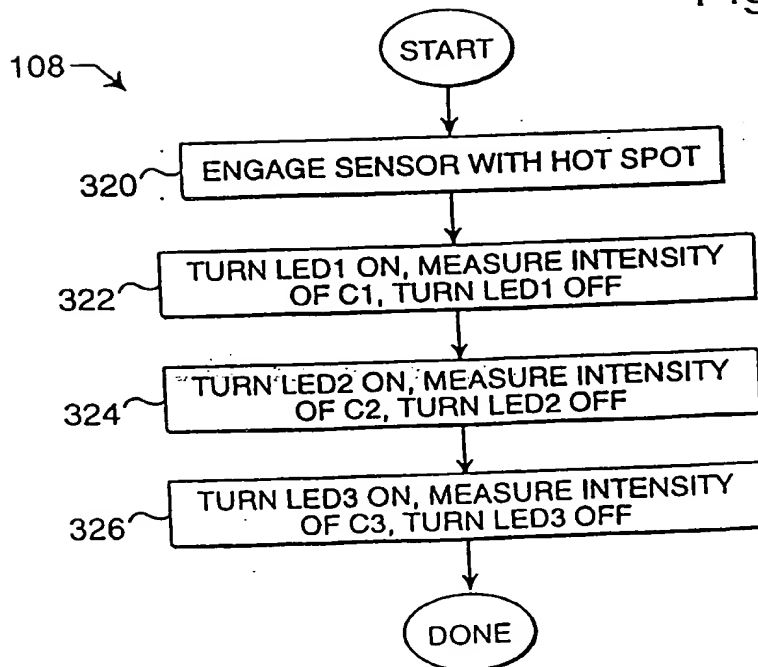 START
108
ENGAGE SENSOR WITH HOT SPOT
320
TURN LED1 ON, MEASURE INTENSITY
OF C1, TURN LED1 OFF
322
TURN LED2 ON, MEASURE INTENSITY
OF C2, TURN LED2 OFF
324
TURN LED3 ON, MEASURE INTENSITY
OF C3, TURN LED3 OFF
326
DONE